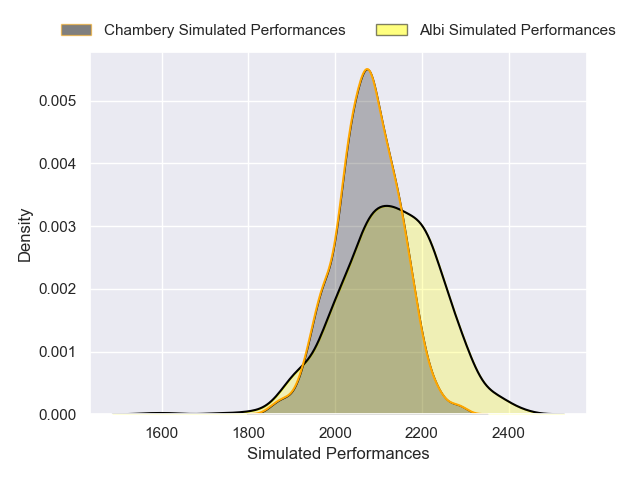 Chambery Simulated Performances Albi Simulated Performances
0.005
0.004
0.003
0.002
0.001
0.000
Density
1600 1800 2000 2200 2400
Simulated Performances